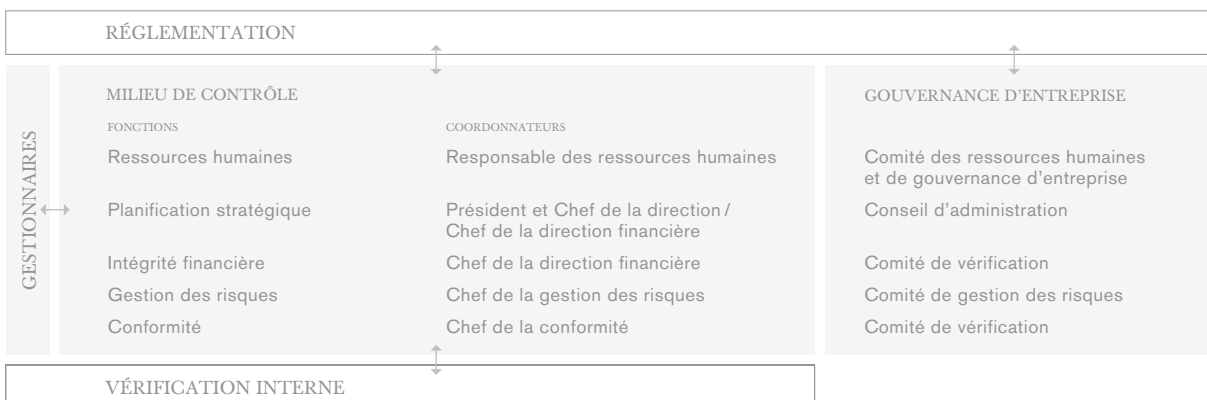 RÉGLEMENTATION
GESTIONNAIRES
MILIEU DE CONTRÔLE
FONCTIONS
COORDONNATEURS
GOUVERNANCE D’ENTREPRISE
Ressources humaines
Responsable des ressources humaines
Comité des ressources humaines
et de gouvernance d’entreprise
Planification stratégique
Président et Chef de la direction /
Chef de la direction financière
Conseil d’administration
Intégrité financière
Chef de la direction financière
Comité de vérification
Gestion des risques
Chef de la gestion des risques
Comité de gestion des risques
Conformité
Chef de la conformité
Comité de vérification
VÉRIFICATION INTERNE